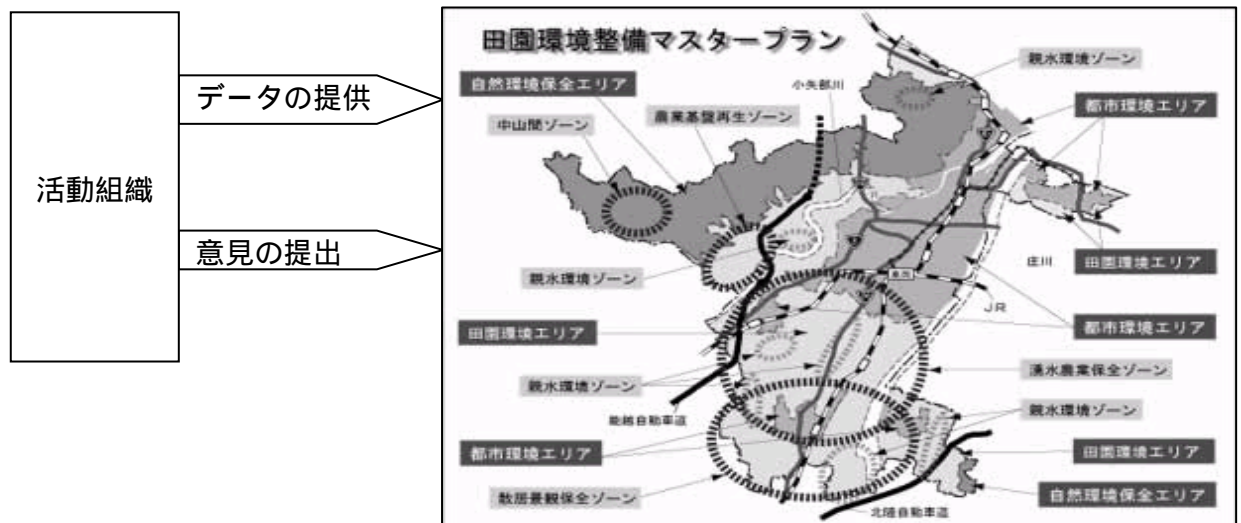 活動組織
データの提供
意見の提出
田園環境整備マスタープラン
親水環境ゾーン
小矢部川
自然環境保全エリア
都市環境エリア
中山間ゾーン
農業基盤再生ゾーン
親水環境ゾーン
庄川
田園環境エリア
JR
田園環境エリア
都市環境エリア
湧水農業保全ゾーン
親水環境ゾーン
親水環境ゾーン
能越自動車道
都市環境エリア
田園環境エリア
散居景観保全ゾーン
自然環境保全エリア
北陸自動車道